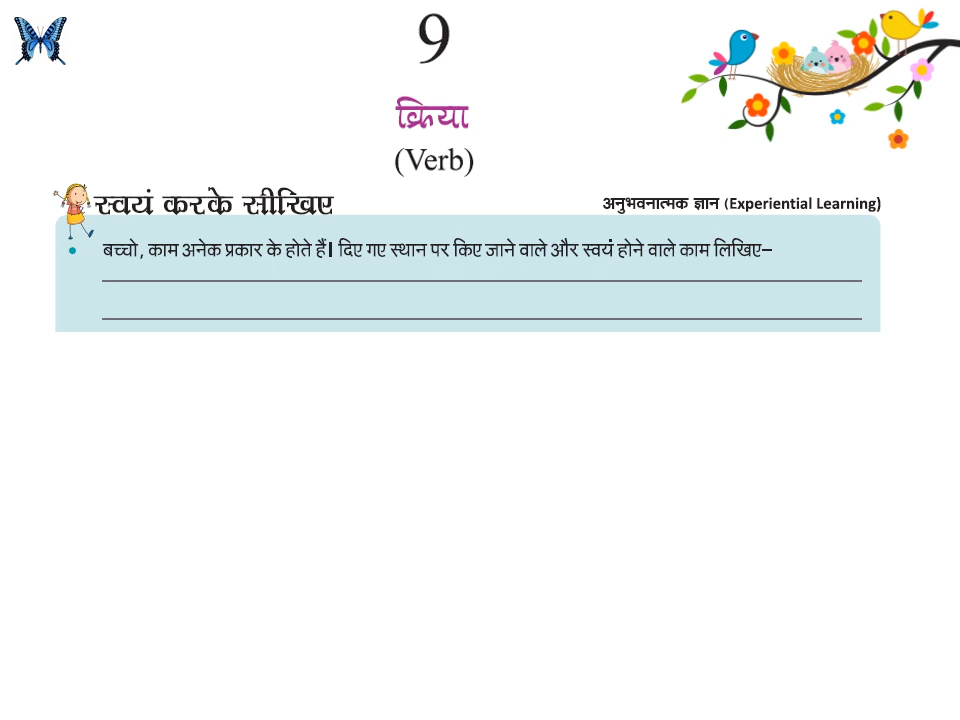 9
क्रिया
(Verb)
स्वयं करके सीखिए
अनुभवनात्मक ज्ञान (Experiential Learning)
• बच्चो, काम अनेक प्रकार के होते हैं। दिए गए स्थान पर किए जाने वाले और स्वयं होने वाले काम लिखिए–